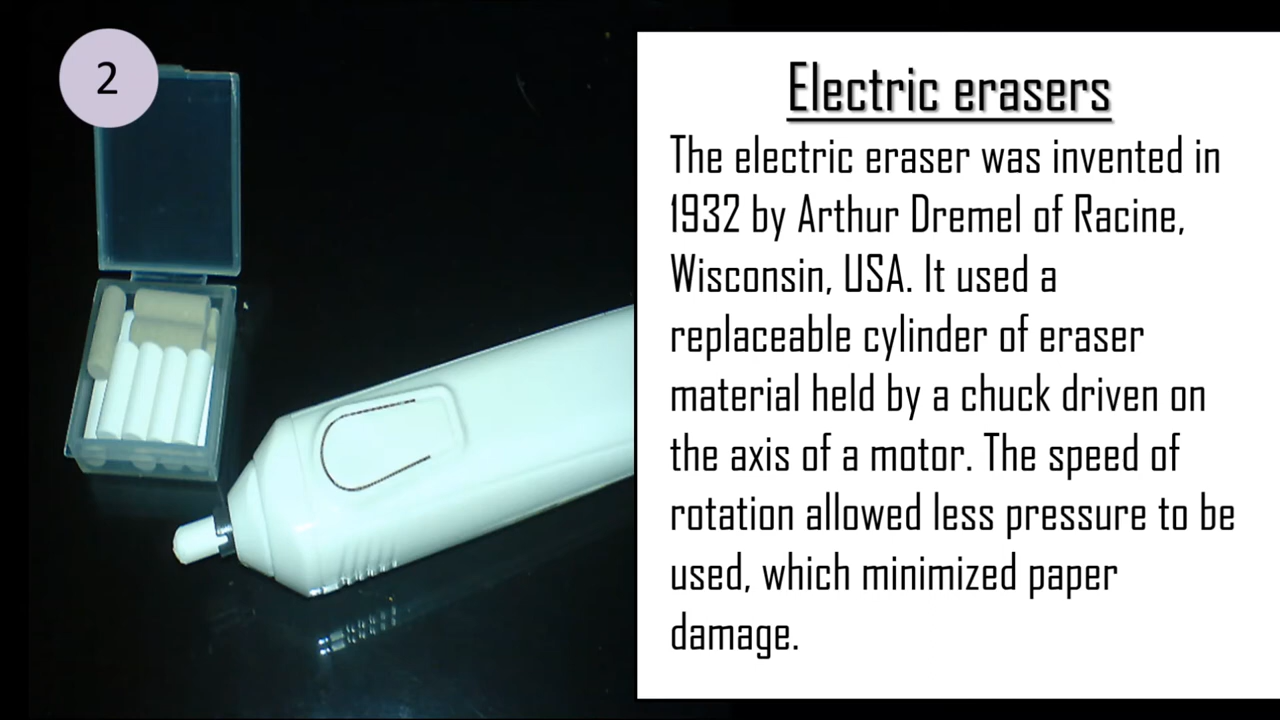 2
Electric erasers
The electric eraser was invented in
1932 by Arthur Dremel of Racine,
Wisconsin, USA. It used a
replaceable cylinder of eraser
material held by a chuck driven on
the axis of a motor. The speed of
rotation allowed less pressure to be
used, which minimized paper
damage.